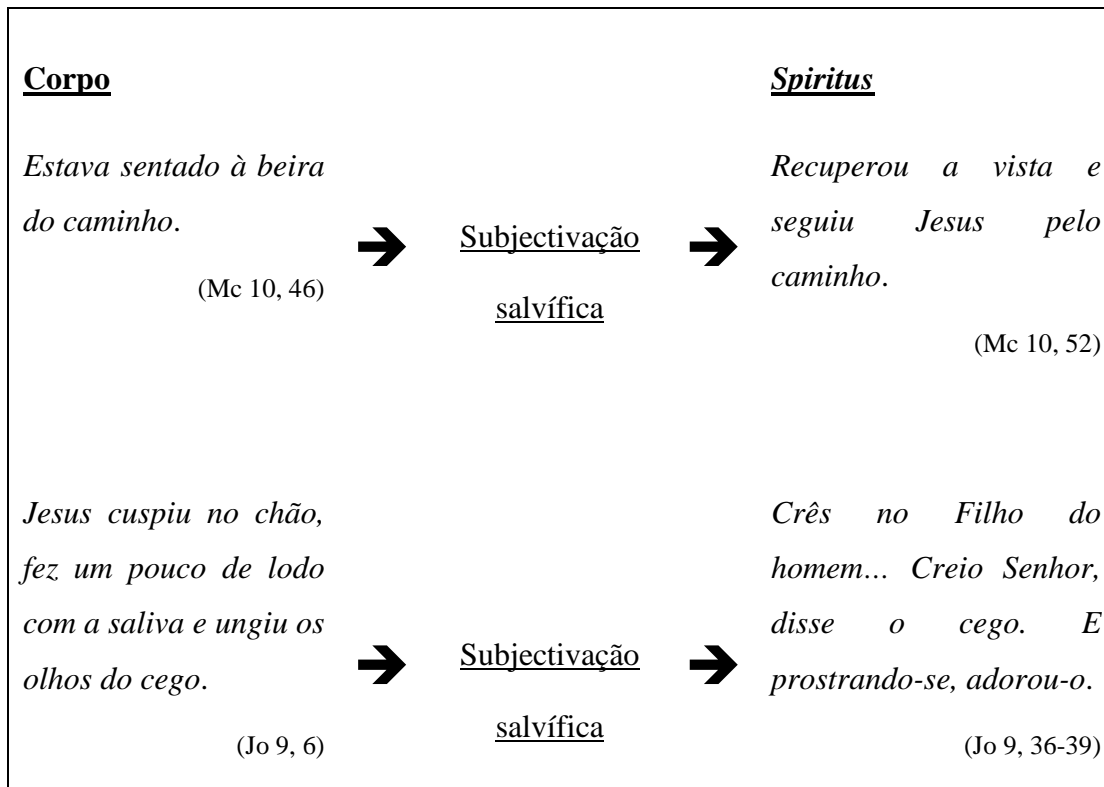 Corpo
Spiritus
Estava sentado à beira
do caminho.
(Mc 10, 46)
Subjectivação
salvífica
Recuperou a vista e
seguiu Jesus pelo
caminho.
(Mc 10, 52)
Jesus cuspiu no chão,
fez um pouco de lodo
com a saliva e ungiu os
olhos do cego.
(Jo 9, 6)
Subjectivação
salvífica
Crês no Filho do
homem… Creio Senhor,
disse o cego. E
prostrando-se, adorou-o.
(Jo 9, 36-39)